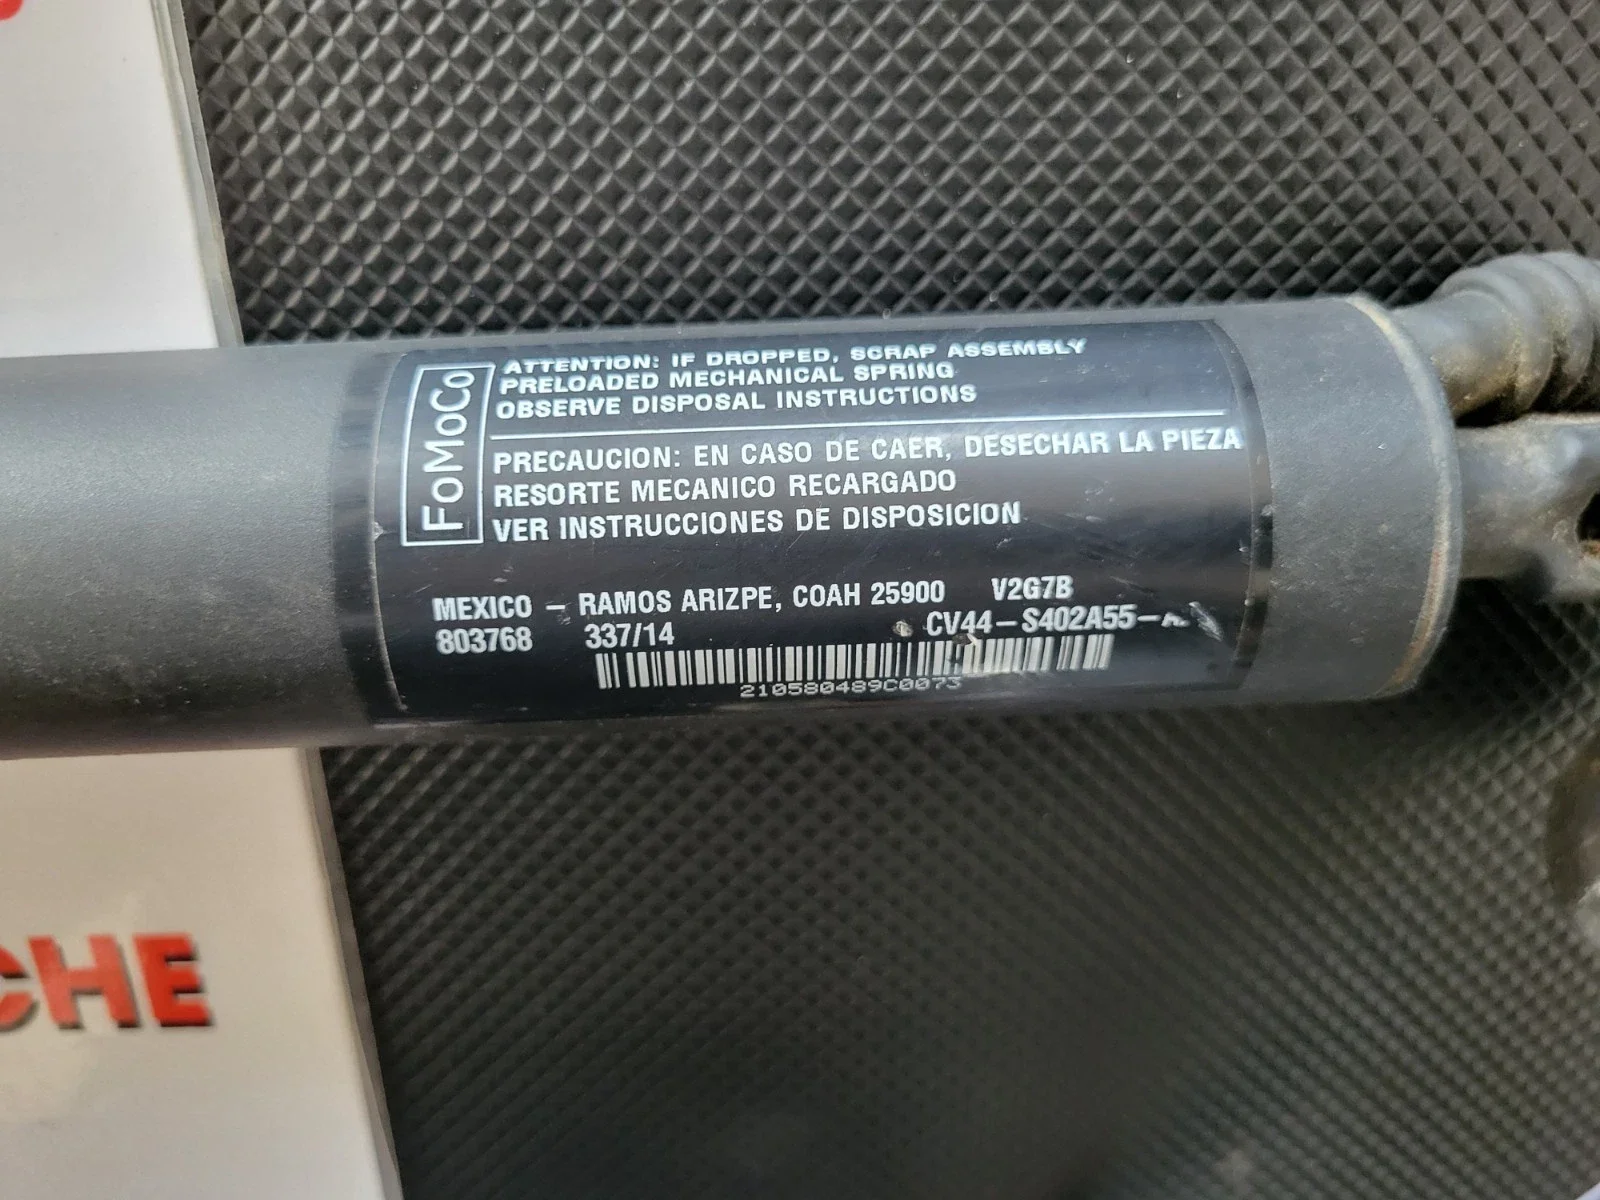 FoMoCo
ATTENTION: IF DROPPED, SCRAP ASSEMBLY
PRELOADED MECHANICAL SPRING
OBSERVE DISPOSAL INSTRUCTIONS
PRECAUCION: EN CASO DE CAER, DESECHAR LA PIEZA
RESORTE MECANICO RECARGADO
VER INSTRUCCIONES DE DISPOSICION
MEXICO – RAMOS ARIZPE, COAH 25900 V2G7B
803768 337/14 CV44–S402A55–
210580489C0073
CHE